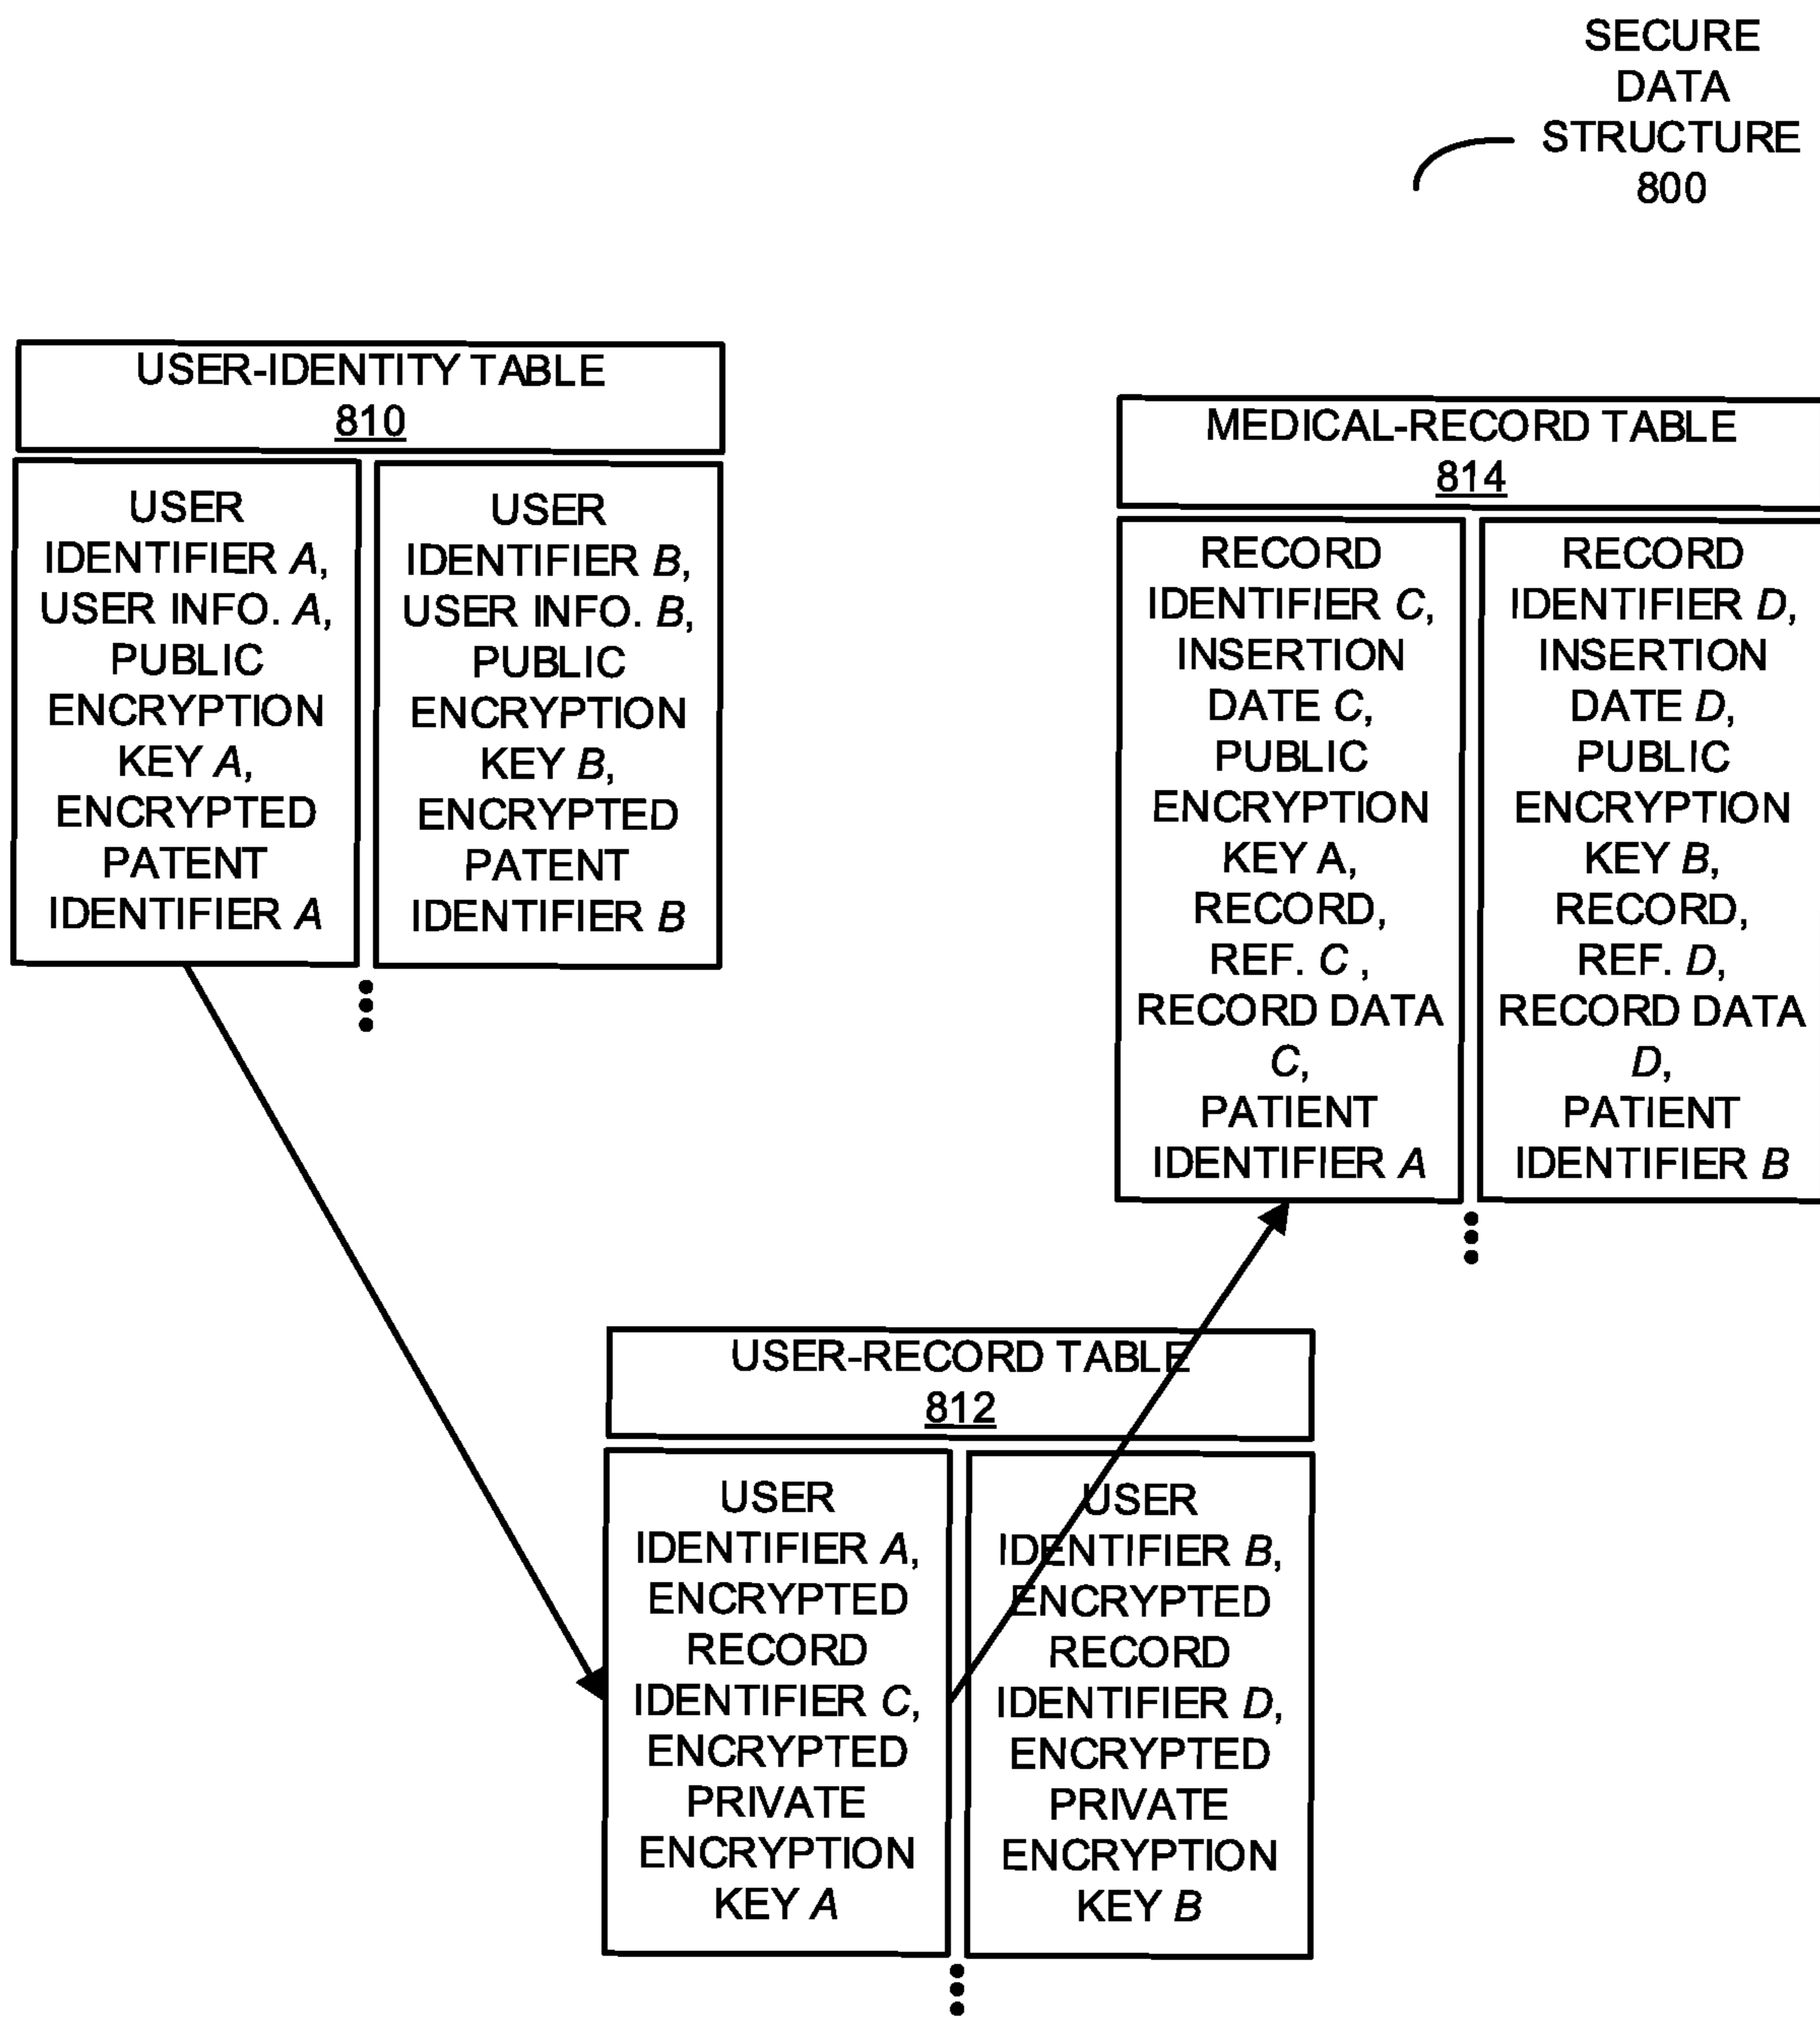 SECURE
DATA
STRUCTURE
800
USER-IDENTITY TABLE
810
USER
IDENTIFIER A,
USER INFO. A,
PUBLIC
ENCRYPTION
KEY A,
ENCRYPTED
PATENT
IDENTIFIER A
USER
IDENTIFIER B,
USER INFO. B,
PUBLIC
ENCRYPTION
KEY B,
ENCRYPTED
PATENT
IDENTIFIER B
MEDICAL-RECORD TABLE
814
RECORD
IDENTIFIER C,
INSERTION
DATE C,
PUBLIC
ENCRYPTION
KEY A,
RECORD,
REF. C ,
RECORD DATA
C,
PATIENT
IDENTIFIER A
RECORD
IDENTIFIER D,
INSERTION
DATE D,
PUBLIC
ENCRYPTION
KEY B,
RECORD,
REF. D,
RECORD DATA
D,
PATIENT
IDENTIFIER B
USER-RECORD TABLE
812
USER
IDENTIFIER A,
ENCRYPTED
RECORD
IDENTIFIER C,
ENCRYPTED
PRIVATE
ENCRYPTION
KEY A
USER
IDENTIFIER B,
ENCRYPTED
RECORD
IDENTIFIER D,
ENCRYPTED
PRIVATE
ENCRYPTION
KEY B